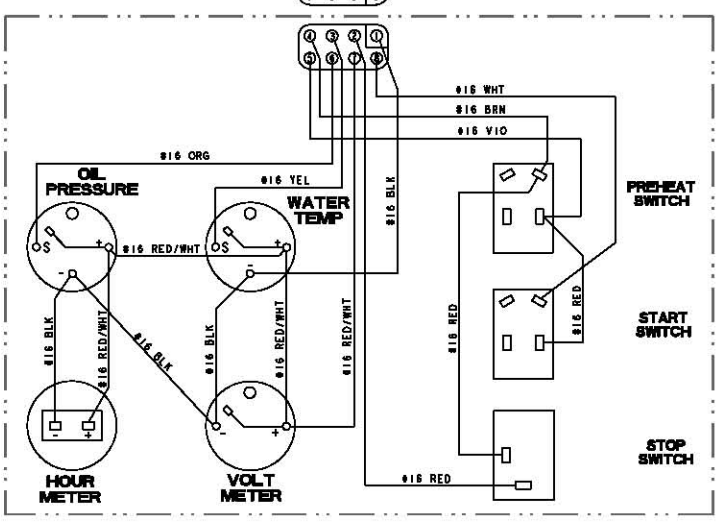 4 3 2 1
5 6 7 8
#16 WHT
#16 BRN
#16 VIO
#16 ORG
OIL
PRESSURE
#16 YEL
WATER
TEMP
#16 BLK
PREHEAT
SWITCH
S
+
-
#16 RED/WHT
S
+
-
#16 BLK
#16 RED/WHT
#16 BLK
#16 BLK
#16 RED/WHT
#16 RED/WHT
#16 RED
#16 RED
START
SWITCH
- +
HOUR
METER
- +
VOLT
METER
#16 RED
STOP
SWITCH